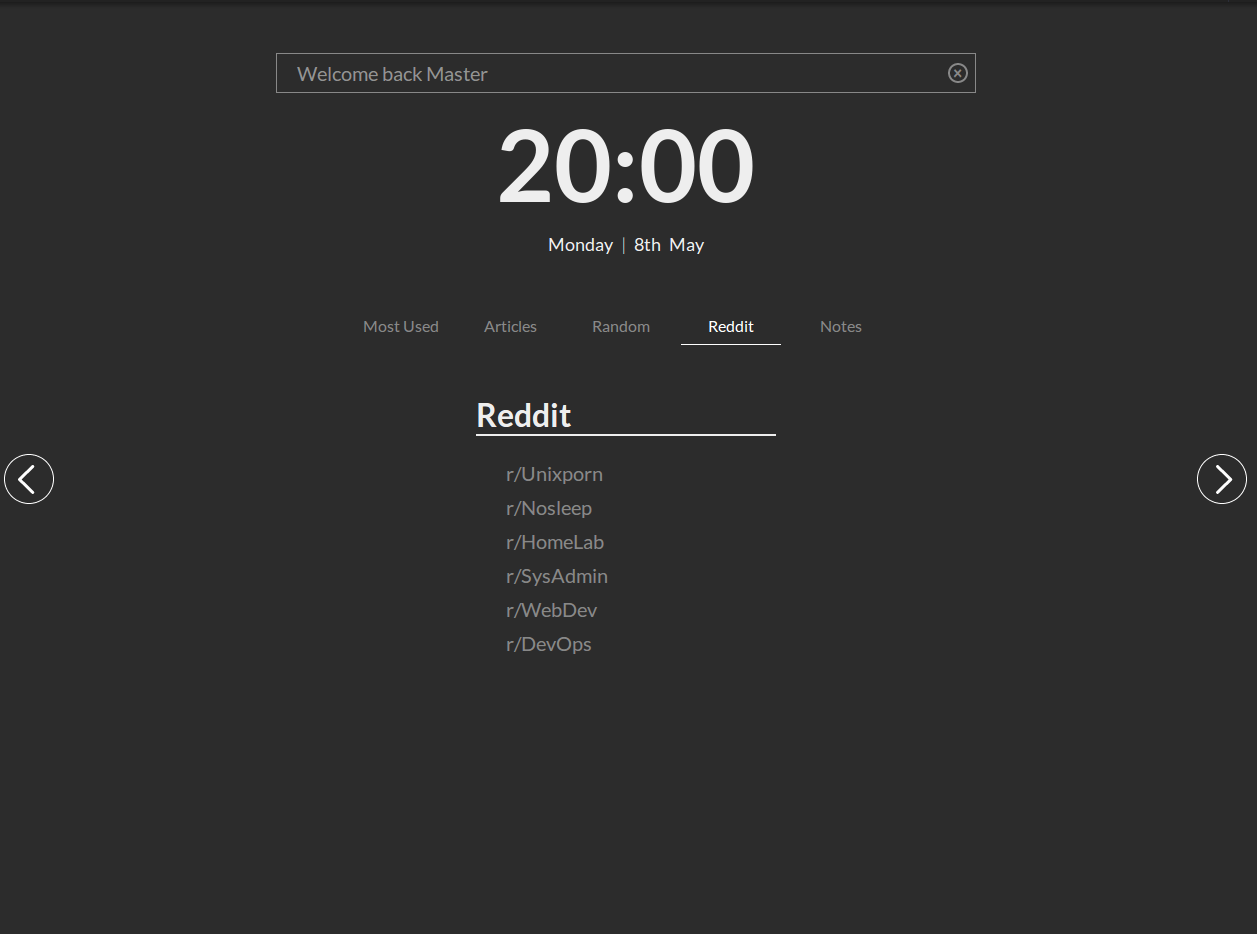 Welcome back Master
20:00
Monday | 8th May
Most Used Articles Random Reddit Notes
Reddit
r/Unixporn
r/Nosleep
r/HomeLab
r/SysAdmin
r/WebDev
r/DevOps